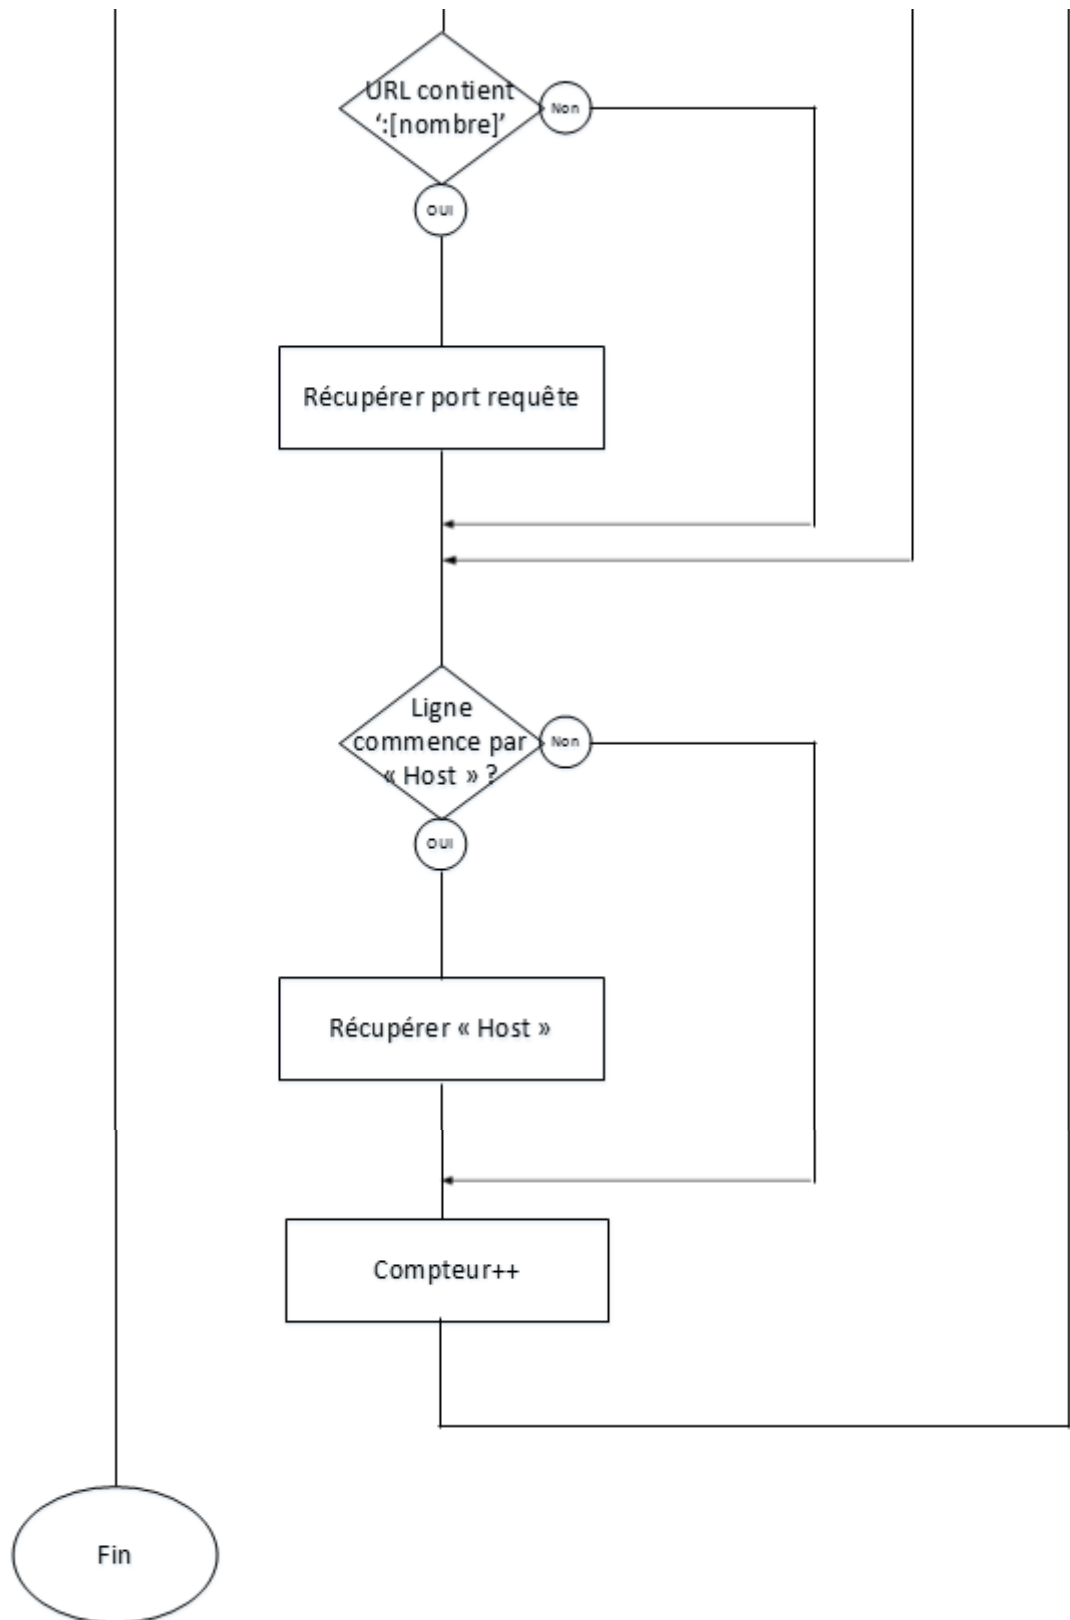 URL contient
‘:[nombre]’
Non
OUI
Récupérer port requête
Ligne
commence par
« Host » ?
Non
OUI
Récupérer « Host »
Compteur++
Fin